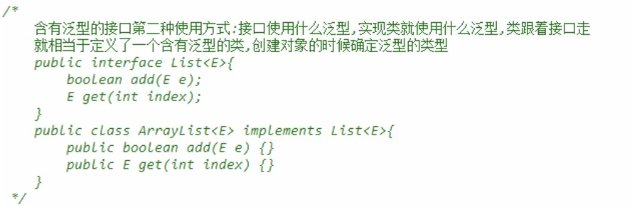 /*
含有泛型的接口第二种使用方式:接口使用什么泛型,实现类就使用什么泛型,类跟着接口走
就相当于定义了一个含有泛型的类,创建对象的时候确定泛型的类型
public interface List<E>{
boolean add(E e);
E get(int index);
}
public class ArrayList<E> implements List<E>{
public boolean add(E e) {}
public E get(int index) {}
}
*/